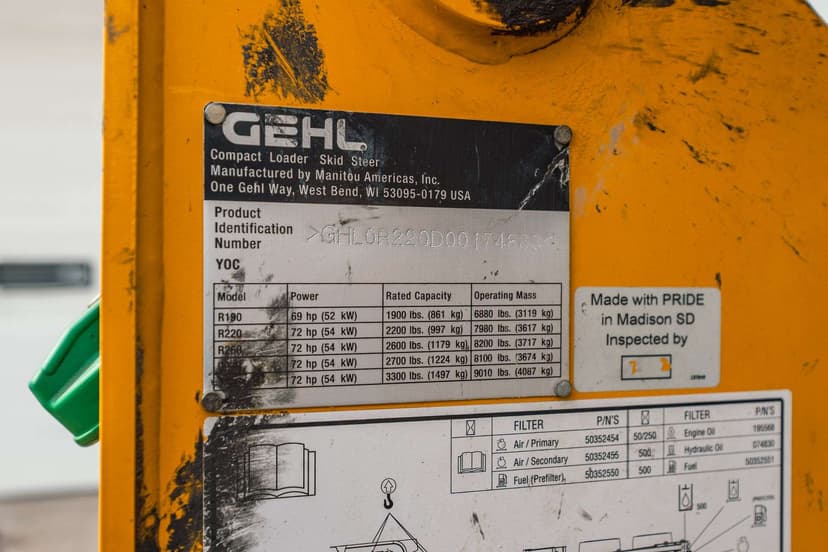 GEHL
Compact Loader Skid Steer
Manufactured by Manitou Americas, Inc.
One Gehl Way, West Bend, WI 53095-0179 USA
Product
Identification
Number
YOC
Model Power Rated Capacity Operating Mass
R190 69 hp (52 kW) 1900 lbs. (861 kg) 6880 lbs. (3119 kg)
R220 72 hp (54 kW) 2200 lbs. (997 kg) 7980 lbs. (3617 kg)
R260 72 hp (54 kW) 2600 lbs. (1179 kg) 8200 lbs. (3717 kg)
72 hp (54 kW) 2700 lbs. (1224 kg) 8100 lbs. (3674 kg)
72 hp (54 kW) 3300 lbs. (1497 kg) 9010 lbs. (4087 kg)
Made with PRIDE
in Madison SD
Inspected by
FILTER P/N'S FILTER P/N'S
Air / Primary 50352454 50/250 Engine Oil 195568
Air / Secondary 50352455 500 Hydraulic Oil 074830
Fuel (Prefilter) 50352550 500 Fuel 50352551
500